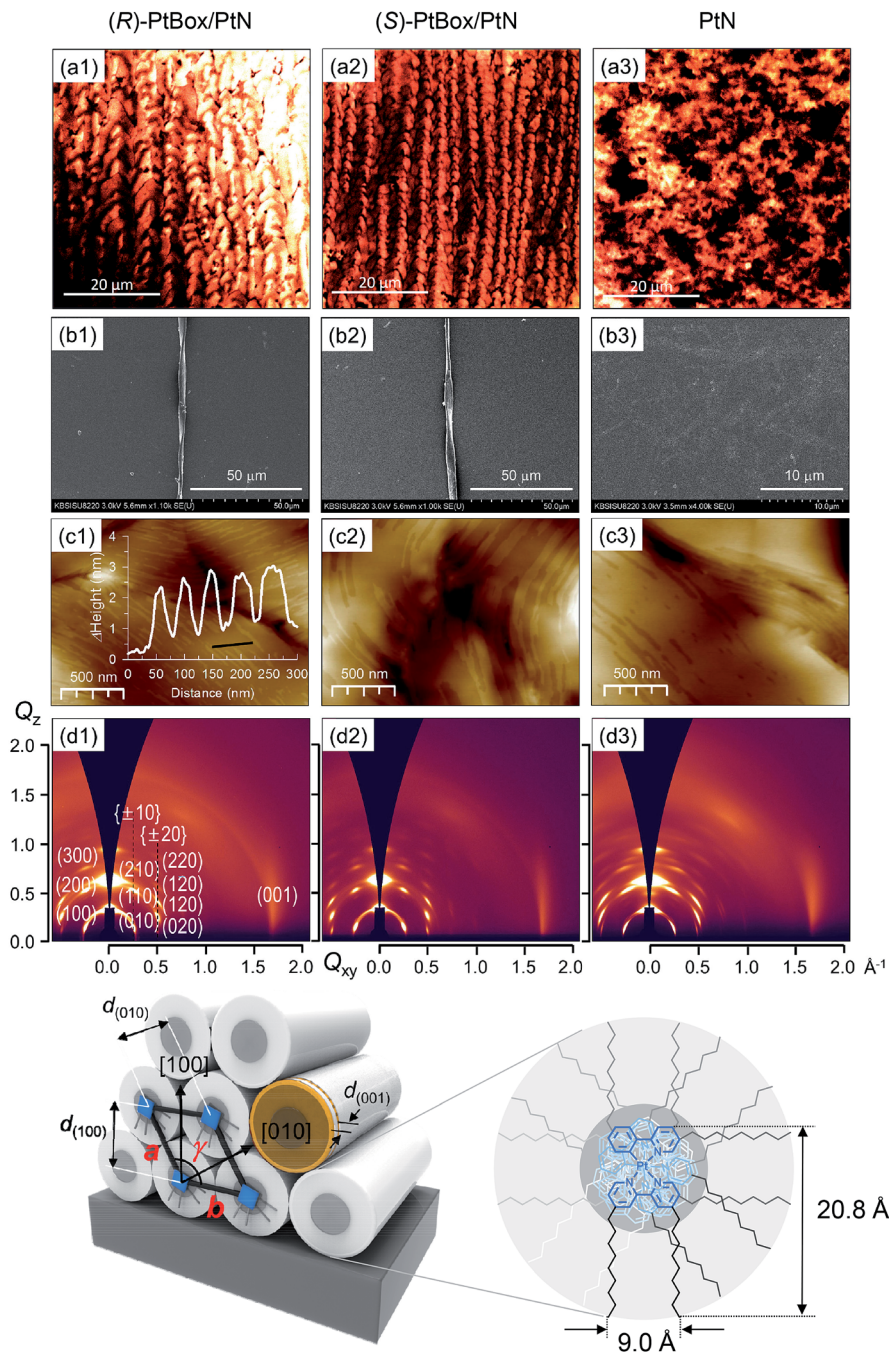 (R)-PtBox/PtN
(S)-PtBox/PtN
PtN
(a1)
20 µm
(a2)
20 µm
(a3)
20 µm
(b1)
50 µm
KBSISU8220 3.0kV 5.6mm x1.10k SE(U)
50.0µm
(b2)
50 µm
KBSISU8220 3.0kV 5.6mm x1.00k SE(U)
50.0µm
(b3)
10 µm
KBSISU8220 3.0kV 3.5mm x4.00k SE(U)
10.0µm
(c1)
ΔHeight (nm)
4
3
2
1
0
0 50 100 150 200 250 300
Distance (nm)
500 nm
(c2)
500 nm
(c3)
500 nm
Qz
2.0
1.5
1.0
0.5
0.0
(d1)
{±10}
{±20}
(300)
(200)
(100)
(210)
(110)
(010)
(220)
(120)
(120)
(020)
(001)
(d2)
(d3)
0.0 0.5 1.0 1.5 2.0
Qxy
0.0 0.5 1.0 1.5 2.0
0.0 0.5 1.0 1.5 2.0
Å⁻¹
d(010)
[100]
d(001)
d(100)
a
γ
[010]
b
N
Pt
N
N
20.8 Å
9.0 Å